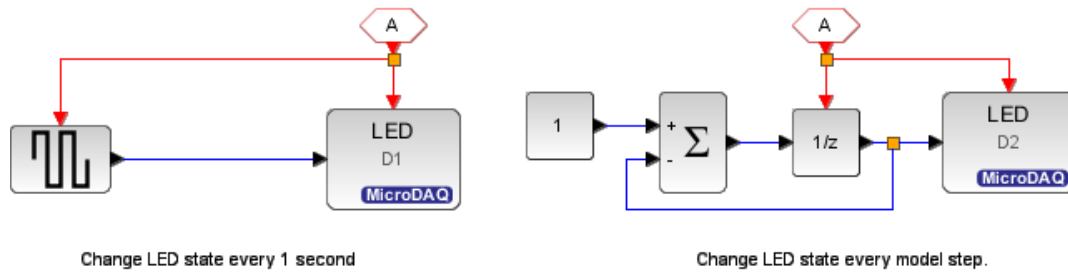 A
LED
D1
MicroDAQ
Change LED state every 1 second
A
1
+
-
Σ
1/z
LED
D2
MicroDAQ
Change LED state every model step.